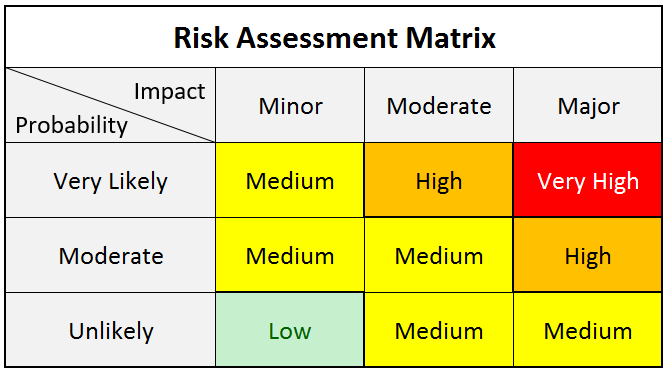 Risk Assessment Matrix
Impact
Probability
Minor Moderate Major
Very Likely Medium High Very High
Moderate Medium Medium High
Unlikely Low Medium Medium